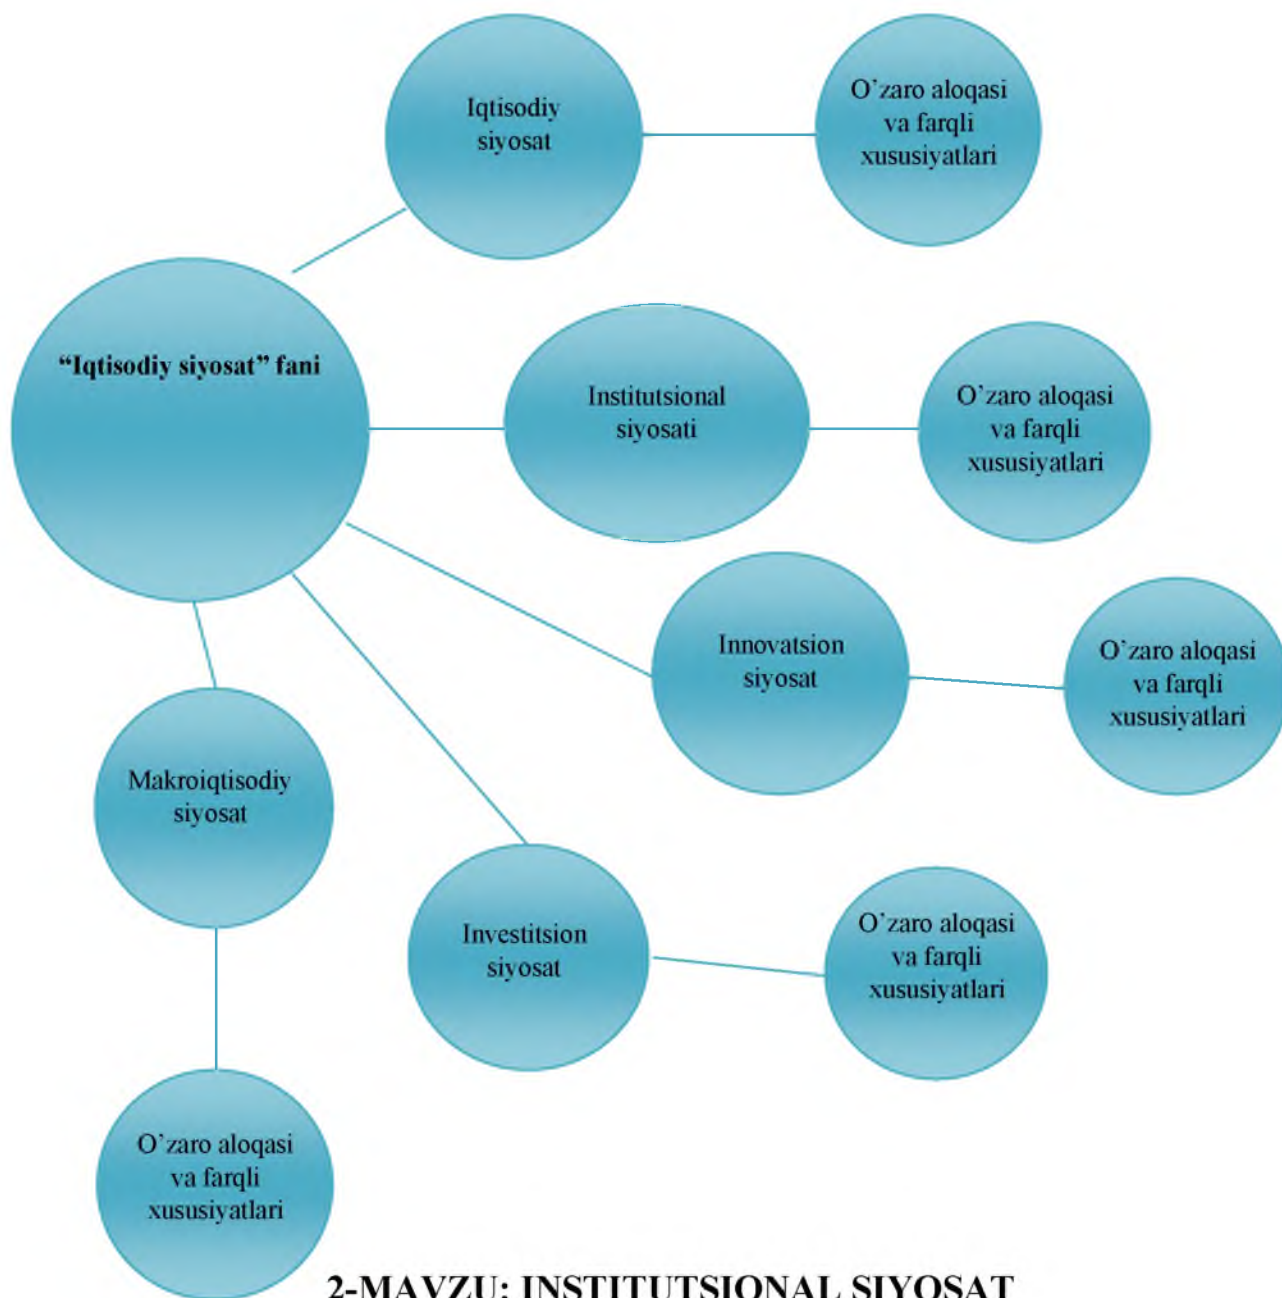 Iqtisodiy
siyosat
O’zaro aloqasi
va farqli
xususiyatlari
“Iqtisodiy siyosat” fani
Institutsional
siyosati
O’zaro aloqasi
va farqli
xususiyatlari
Innovatsion
siyosat
O’zaro aloqasi
va farqli
xususiyatlari
Makroiqtisodiy
siyosat
Investitsion
siyosat
O’zaro aloqasi
va farqli
xususiyatlari
O’zaro aloqasi
va farqli
xususiyatlari
2-MAVZU: INSTITUTSIONAL SIYOSAT